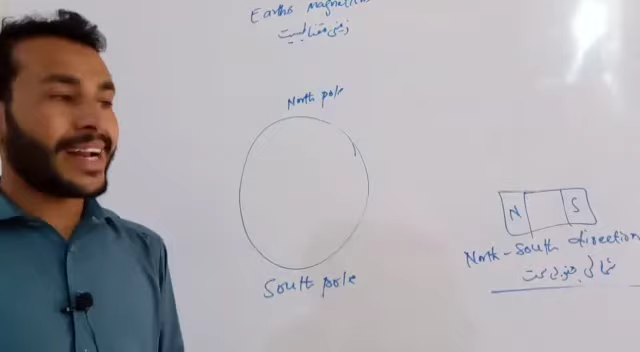 Earths magnetism
زمینی مقناطیسیت
North pole
South pole
N S
North-South direction
شمالی جنوبی سمت